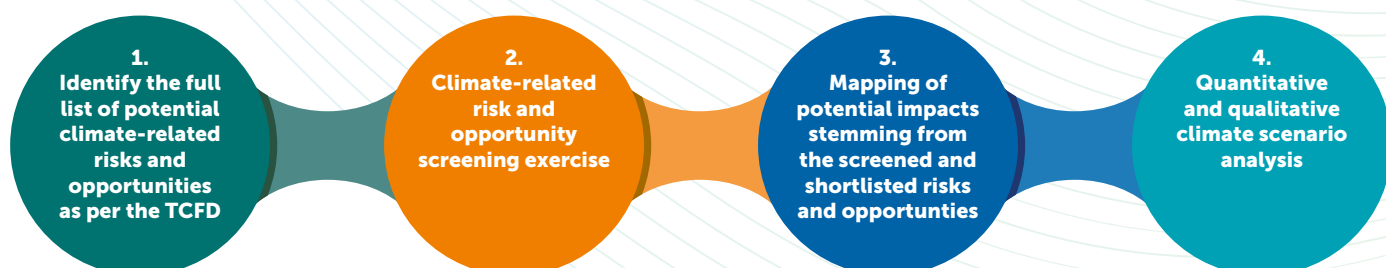 1.
Identify the full
list of potential
climate-related
risks and
opportunities
as per the TCFD
2.
Climate-related
risk and
opportunity
screening exercise
3.
Mapping of
potential impacts
stemming from
the screened and
shortlisted risks
and opportunties
4.
Quantitative
and qualitative
climate scenario
analysis